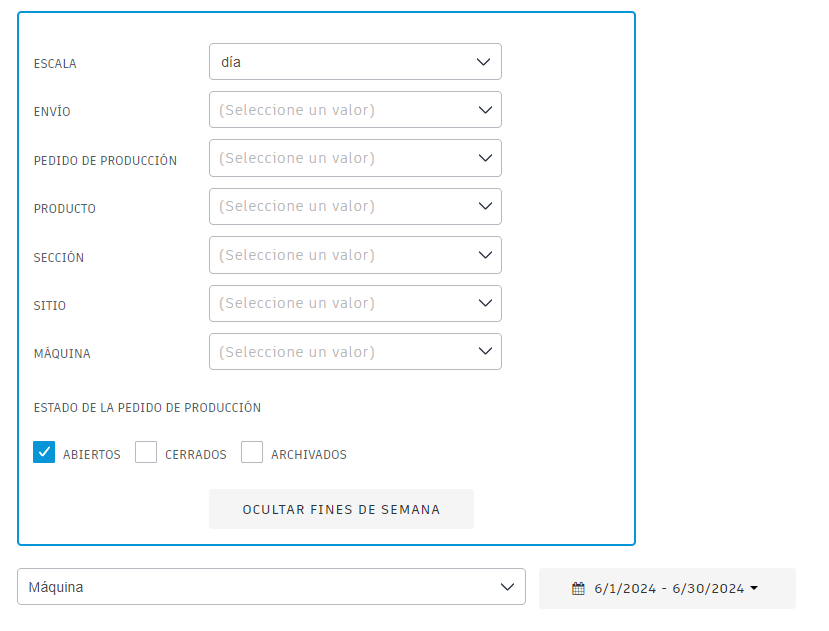 ESCALA día
ENVÍO (Seleccione un valor)
PEDIDO DE PRODUCCIÓN (Seleccione un valor)
PRODUCTO (Seleccione un valor)
SECCIÓN (Seleccione un valor)
SITIO (Seleccione un valor)
MÁQUINA (Seleccione un valor)
ESTADO DE LA PEDIDO DE PRODUCCIÓN
ABIERTOS CERRADOS ARCHIVADOS
OCULTAR FINES DE SEMANA
Máquina 6/1/2024 - 6/30/2024